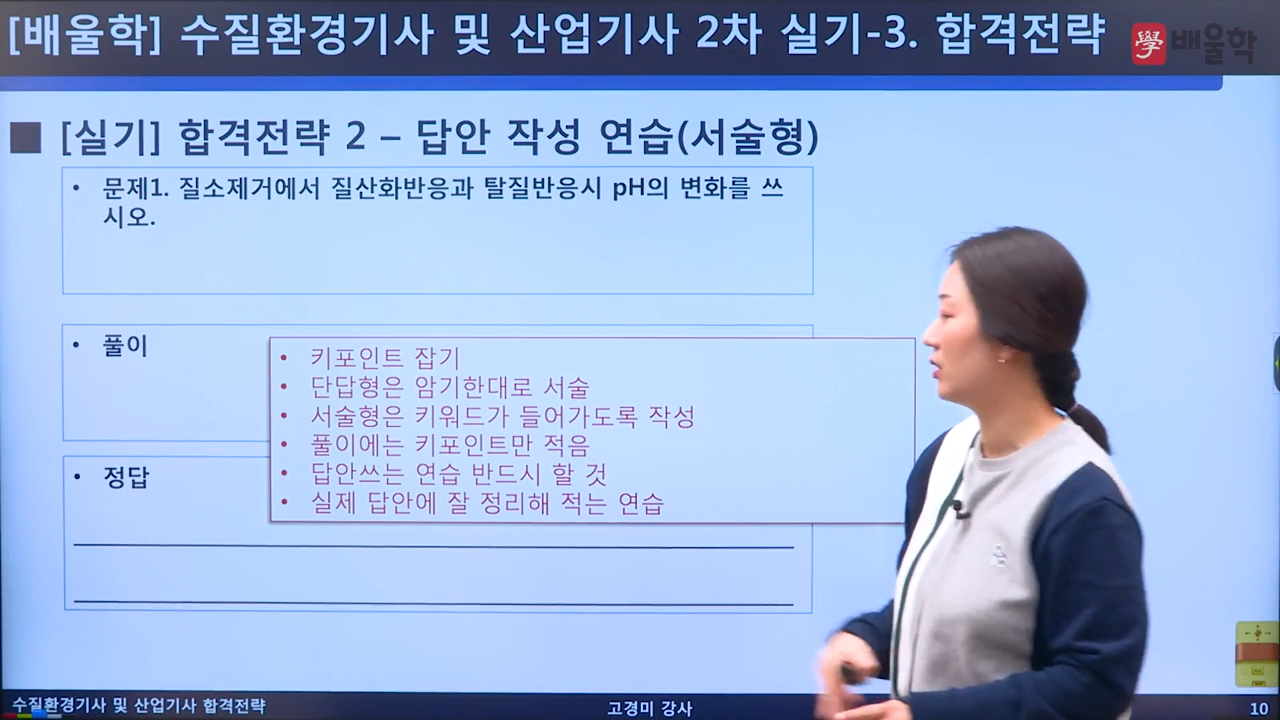 [배울학] 수질환경기사 및 산업기사 2차 실기-3. 합격전략
學 배울학
■ [실기] 합격전략 2 – 답안 작성 연습(서술형)
• 문제1. 질소제거에서 질산화반응과 탈질반응시 pH의 변화를 쓰
시오.
• 풀이
• 키포인트 잡기
• 단답형은 암기한대로 서술
• 서술형은 키워드가 들어가도록 작성
• 풀이에는 키포인트만 적음
• 답안쓰는 연습 반드시 할 것
• 실제 답안에 잘 정리해 적는 연습
• 정답
수질환경기사 및 산업기사 합격전략
고경미 강사
10